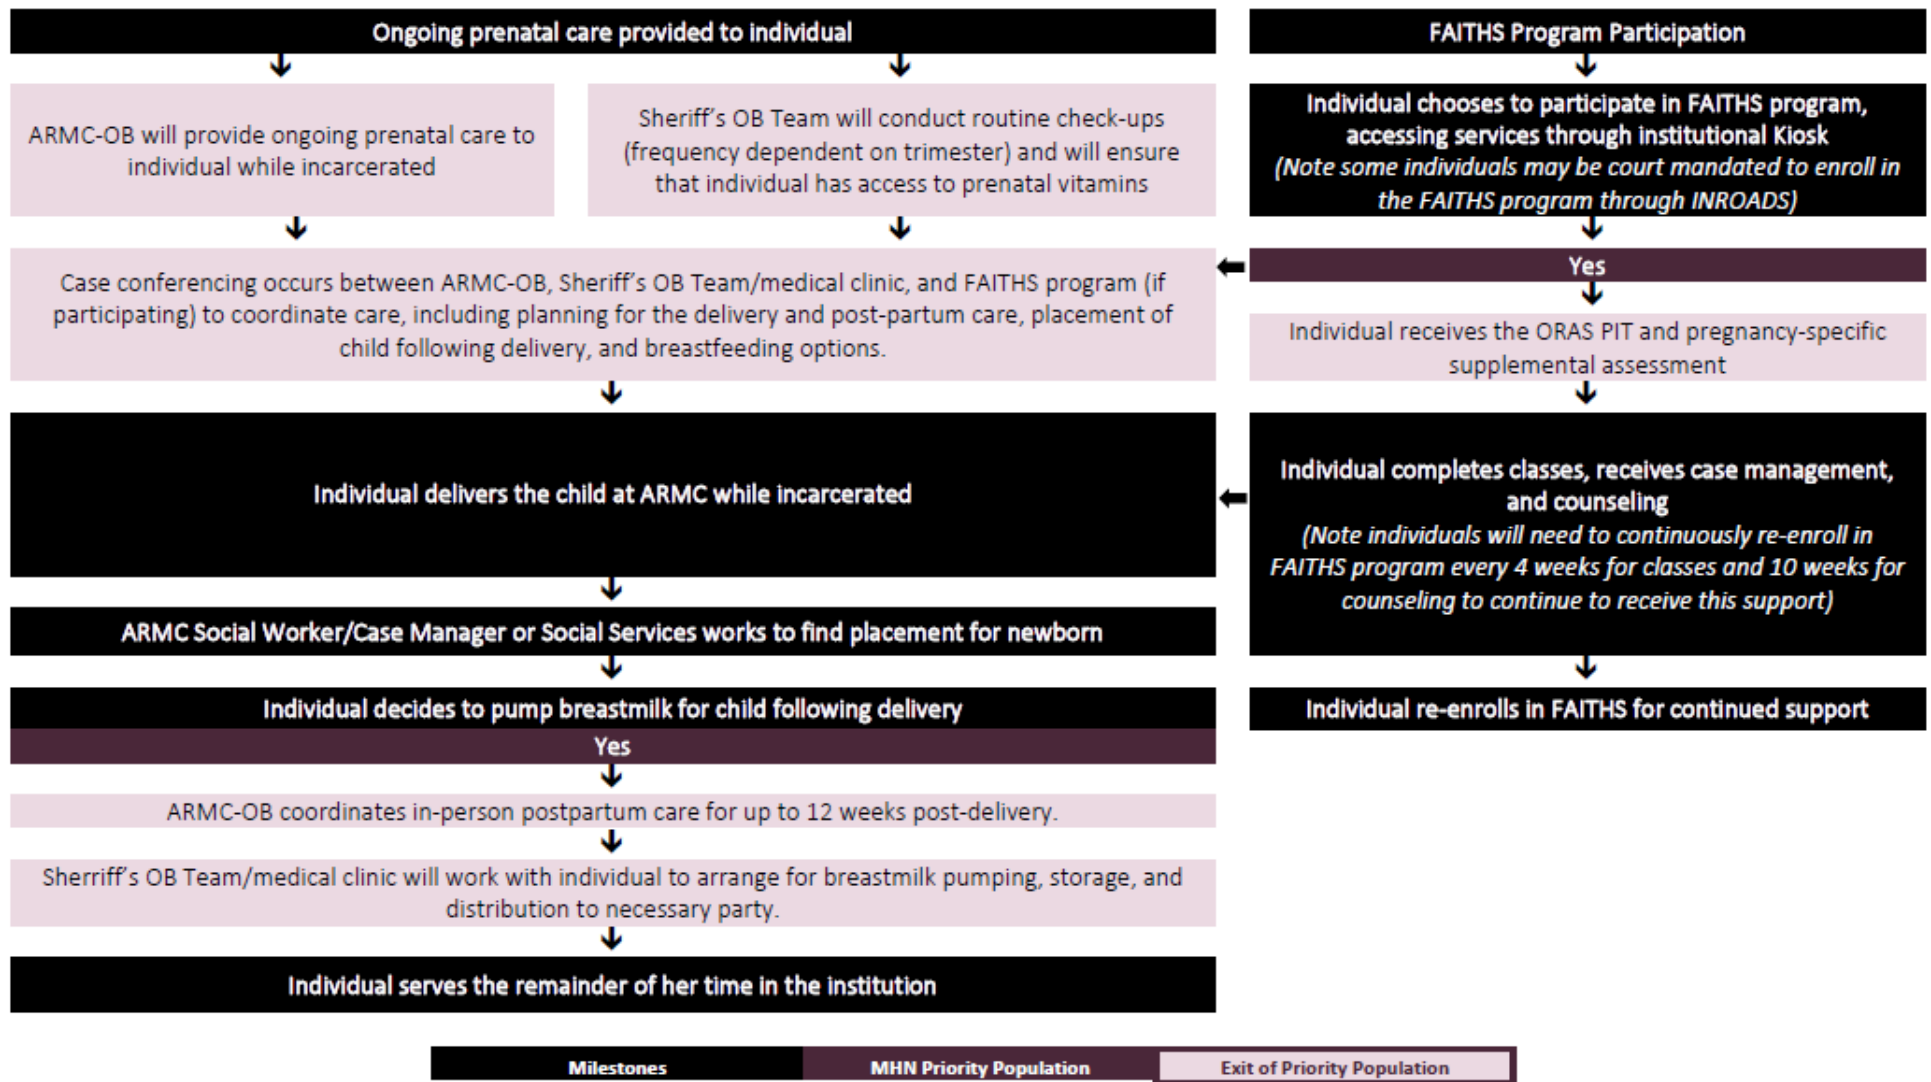 Ongoing prenatal care provided to individual
FAITHS Program Participation
ARMC-OB will provide ongoing prenatal care to
individual while incarcerated
Sheriff's OB Team will conduct routine check-ups
(frequency dependent on trimester) and will ensure
that individual has access to prenatal vitamins
Individual chooses to participate in FAITHS program,
accessing services through institutional Kiosk
(Note some individuals may be court mandated to enroll in
the FAITHS program through INROADS)
Case conferencing occurs between ARMC-OB, Sheriff's OB Team/medical clinic, and FAITHS program (if
participating) to coordinate care, including planning for the delivery and post-partum care, placement of
child following delivery, and breastfeeding options.
Yes
Individual receives the ORAS PIT and pregnancy-specific
supplemental assessment
Individual delivers the child at ARMC while incarcerated
Individual completes classes, receives case management,
and counseling
(Note individuals will need to continuously re-enroll in
FAITHS program every 4 weeks for classes and 10 weeks for
counseling to continue to receive this support)
ARMC Social Worker/Case Manager or Social Services works to find placement for newborn
Individual decides to pump breastmilk for child following delivery
Yes
Individual re-enrolls in FAITHS for continued support
ARMC-OB coordinates in-person postpartum care for up to 12 weeks post-delivery.
Sherriff's OB Team/medical clinic will work with individual to arrange for breastmilk pumping, storage, and
distribution to necessary party.
Individual serves the remainder of her time in the institution
Milestones
MHN Priority Population
Exit of Priority Population